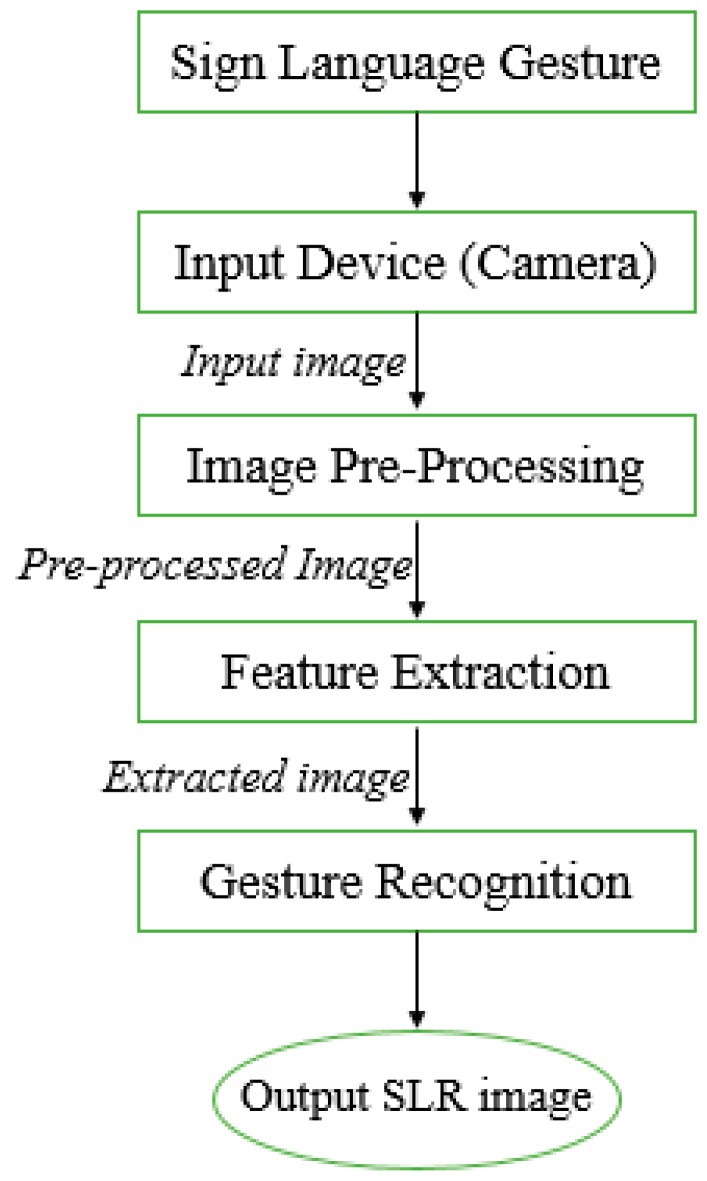 Sign Language Gesture
Input Device (Camera)
Input image
Image Pre-Processing
Pre-processed Image
Feature Extraction
Extracted image
Gesture Recognition
Output SLR image